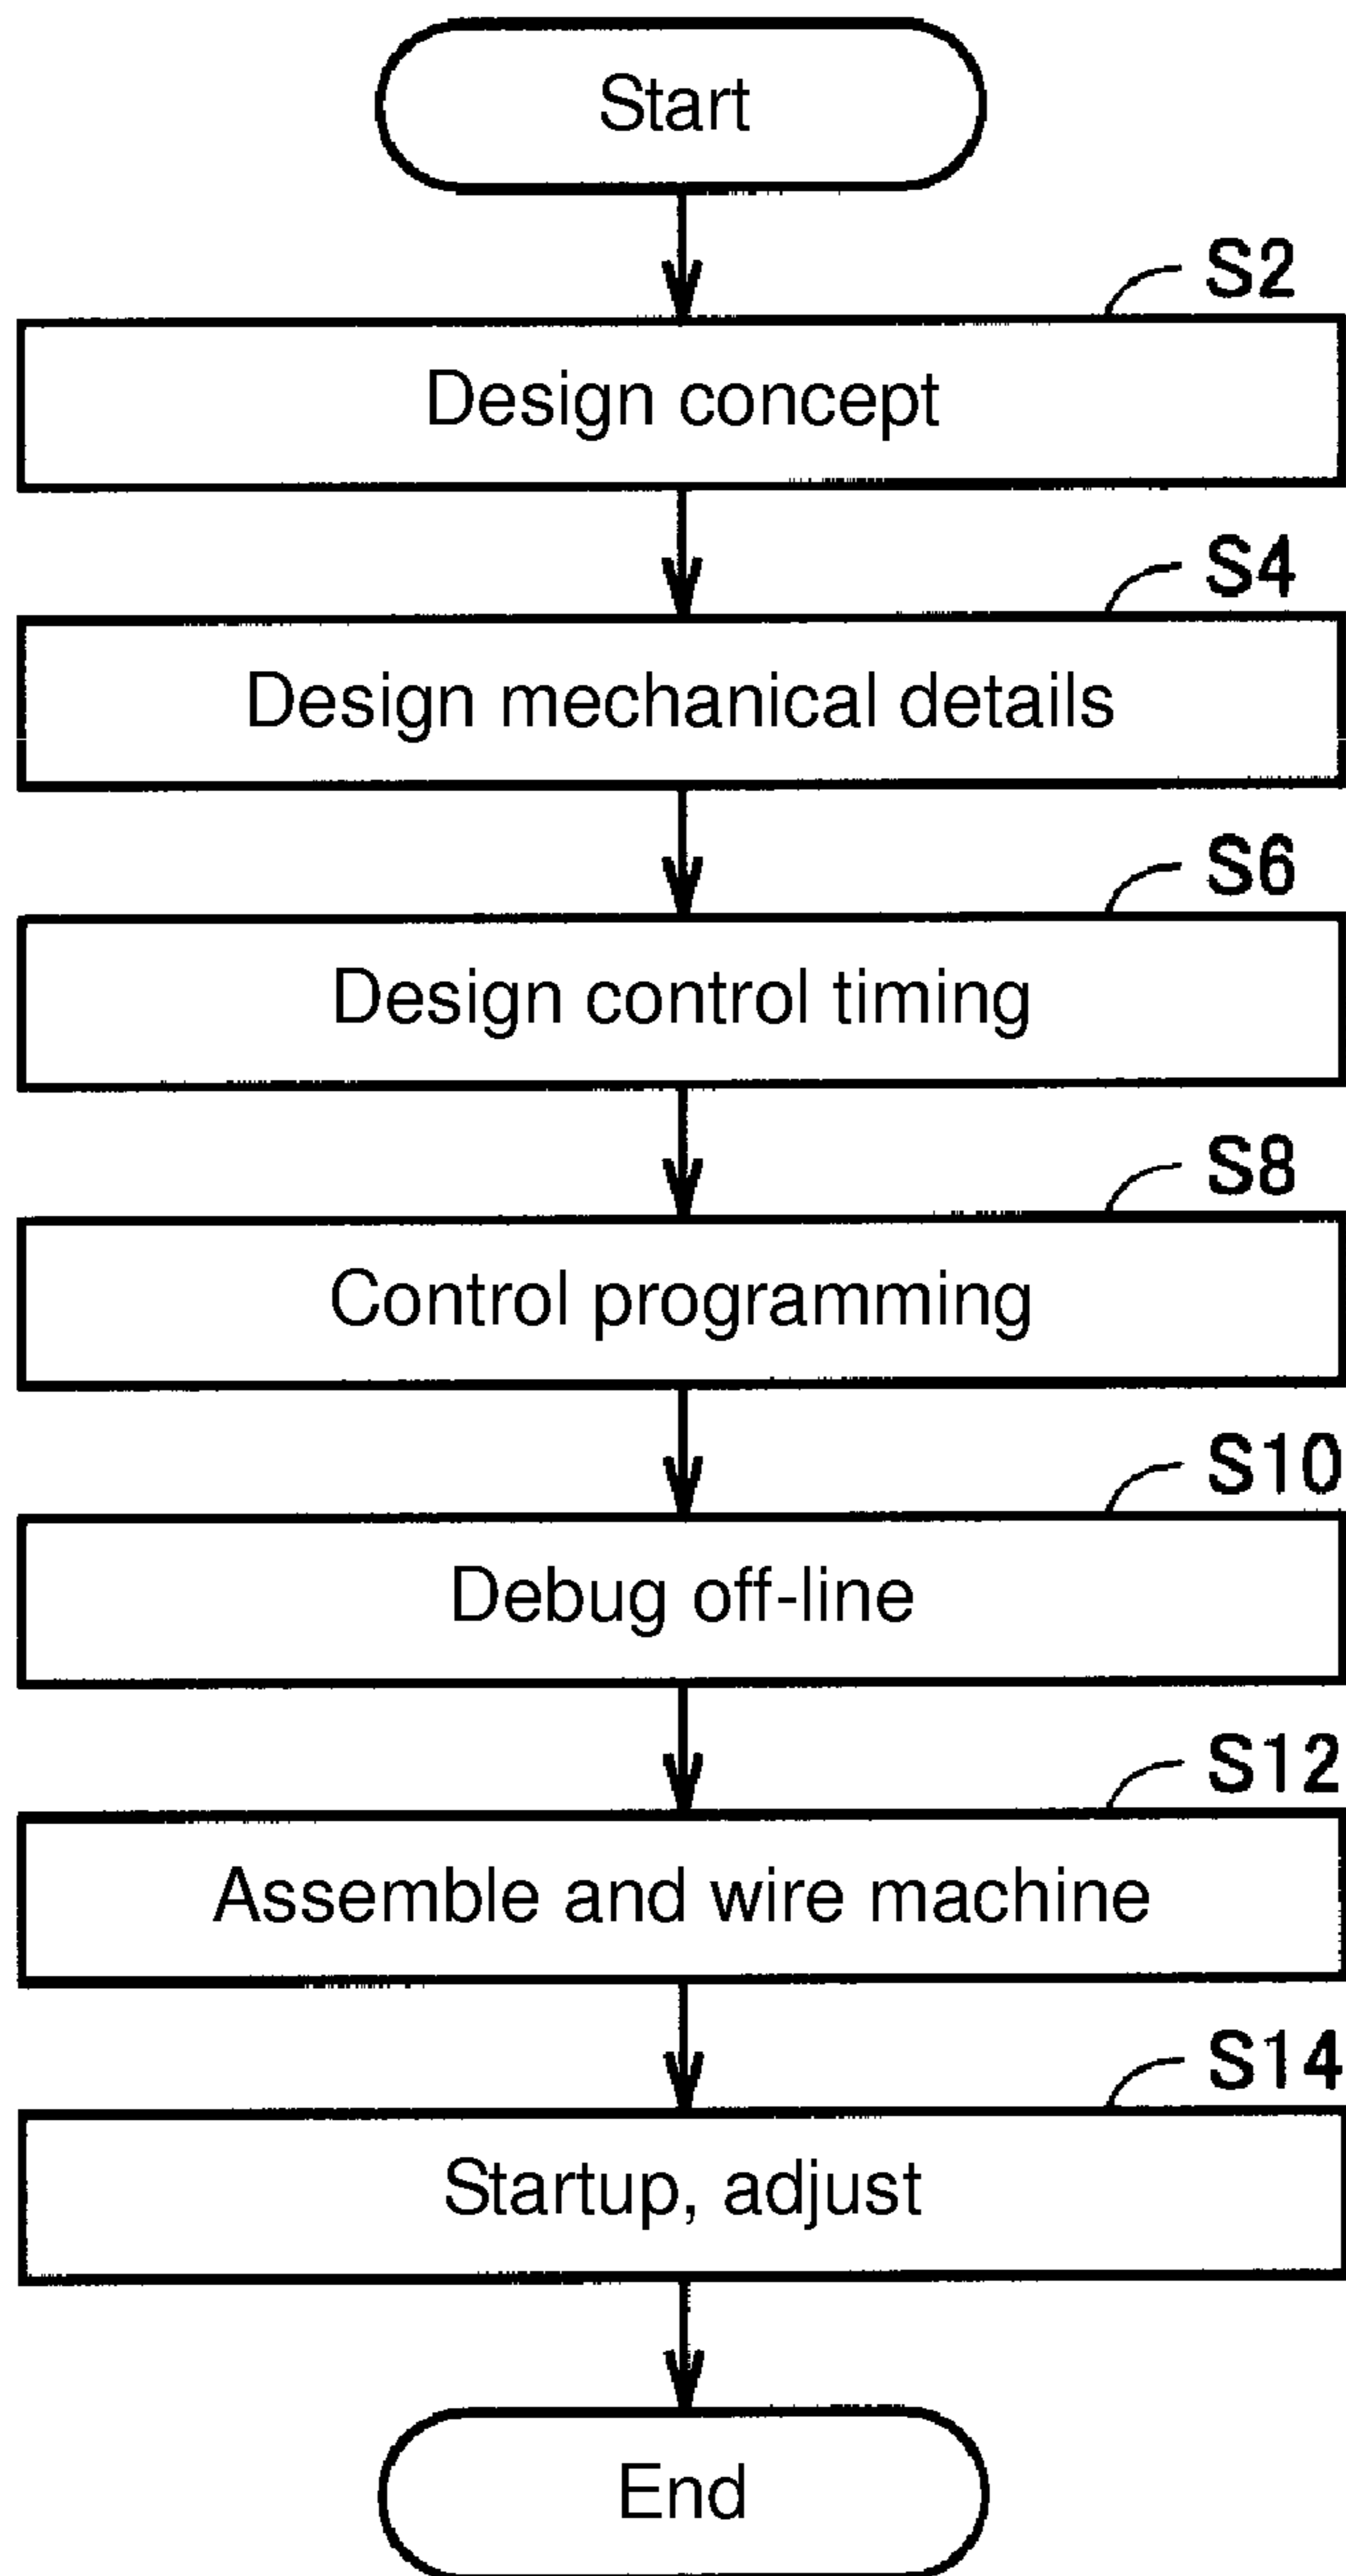 Start
S2
Design concept
S4
Design mechanical details
S6
Design control timing
S8
Control programming
S10
Debug off-line
S12
Assemble and wire machine
S14
Startup, adjust
End